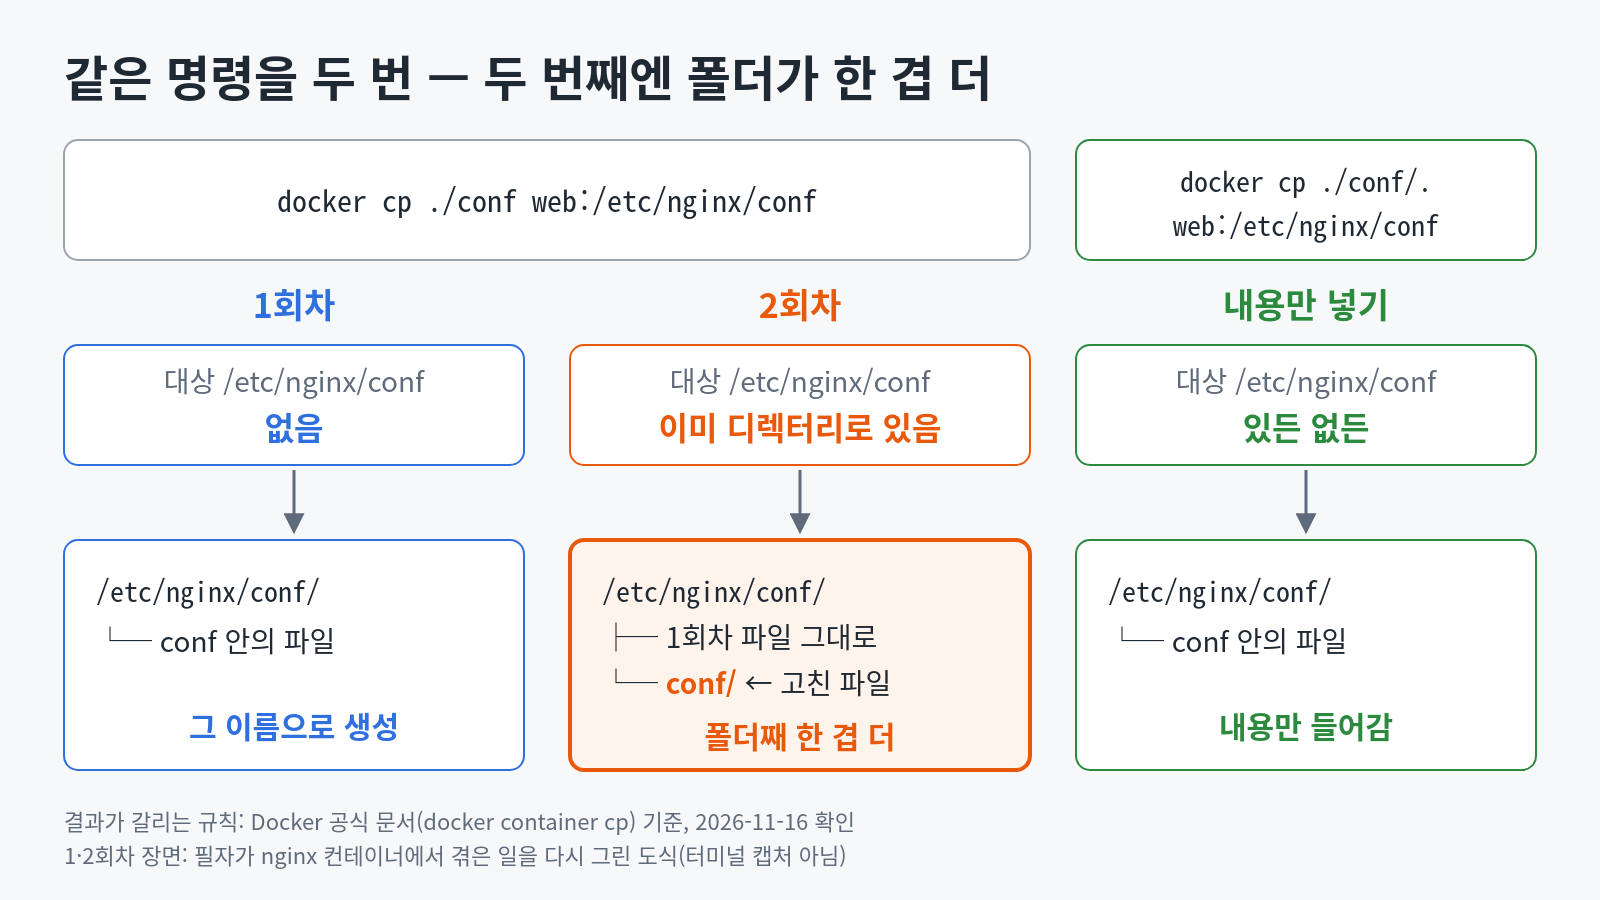 같은 명령을 두 번 — 두 번째엔 폴더가 한 겹 더
docker cp ./conf web:/etc/nginx/conf
docker cp ./conf/.
web:/etc/nginx/conf
1회차
2회차
내용만 넣기
대상 /etc/nginx/conf
없음
대상 /etc/nginx/conf
이미 디렉터리로 있음
대상 /etc/nginx/conf
있든 없든
/etc/nginx/conf/
└── conf 안의 파일
그 이름으로 생성
/etc/nginx/conf/
├── 1회차 파일 그대로
└── conf/ ← 고친 파일
폴더째 한 겹 더
/etc/nginx/conf/
└── conf 안의 파일
내용만 들어감
결과가 갈리는 규칙: Docker 공식 문서(docker container cp) 기준, 2026-11-16 확인
1·2회차 장면: 필자가 nginx 컨테이너에서 겪은 일을 다시 그린 도식(터미널 캡처 아님)